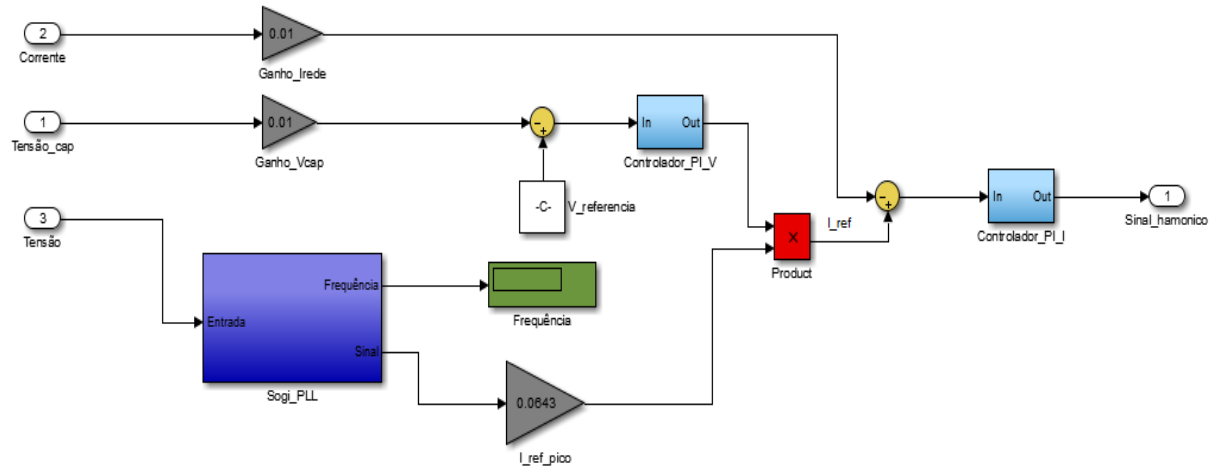 2
Corrente
0.01
Ganho_Irede
1
Tensão_cap
0.01
Ganho_Vcap
-
+
In
Out
Controlador_PI_V
-C-
V_referencia
3
Tensão
Frequência
Entrada
Sinal
Sogi_PLL
Frequência
0.0643
I_ref_pico
X
Product
I_ref
-
+
In
Out
Controlador_PI_I
1
Sinal_hamonico